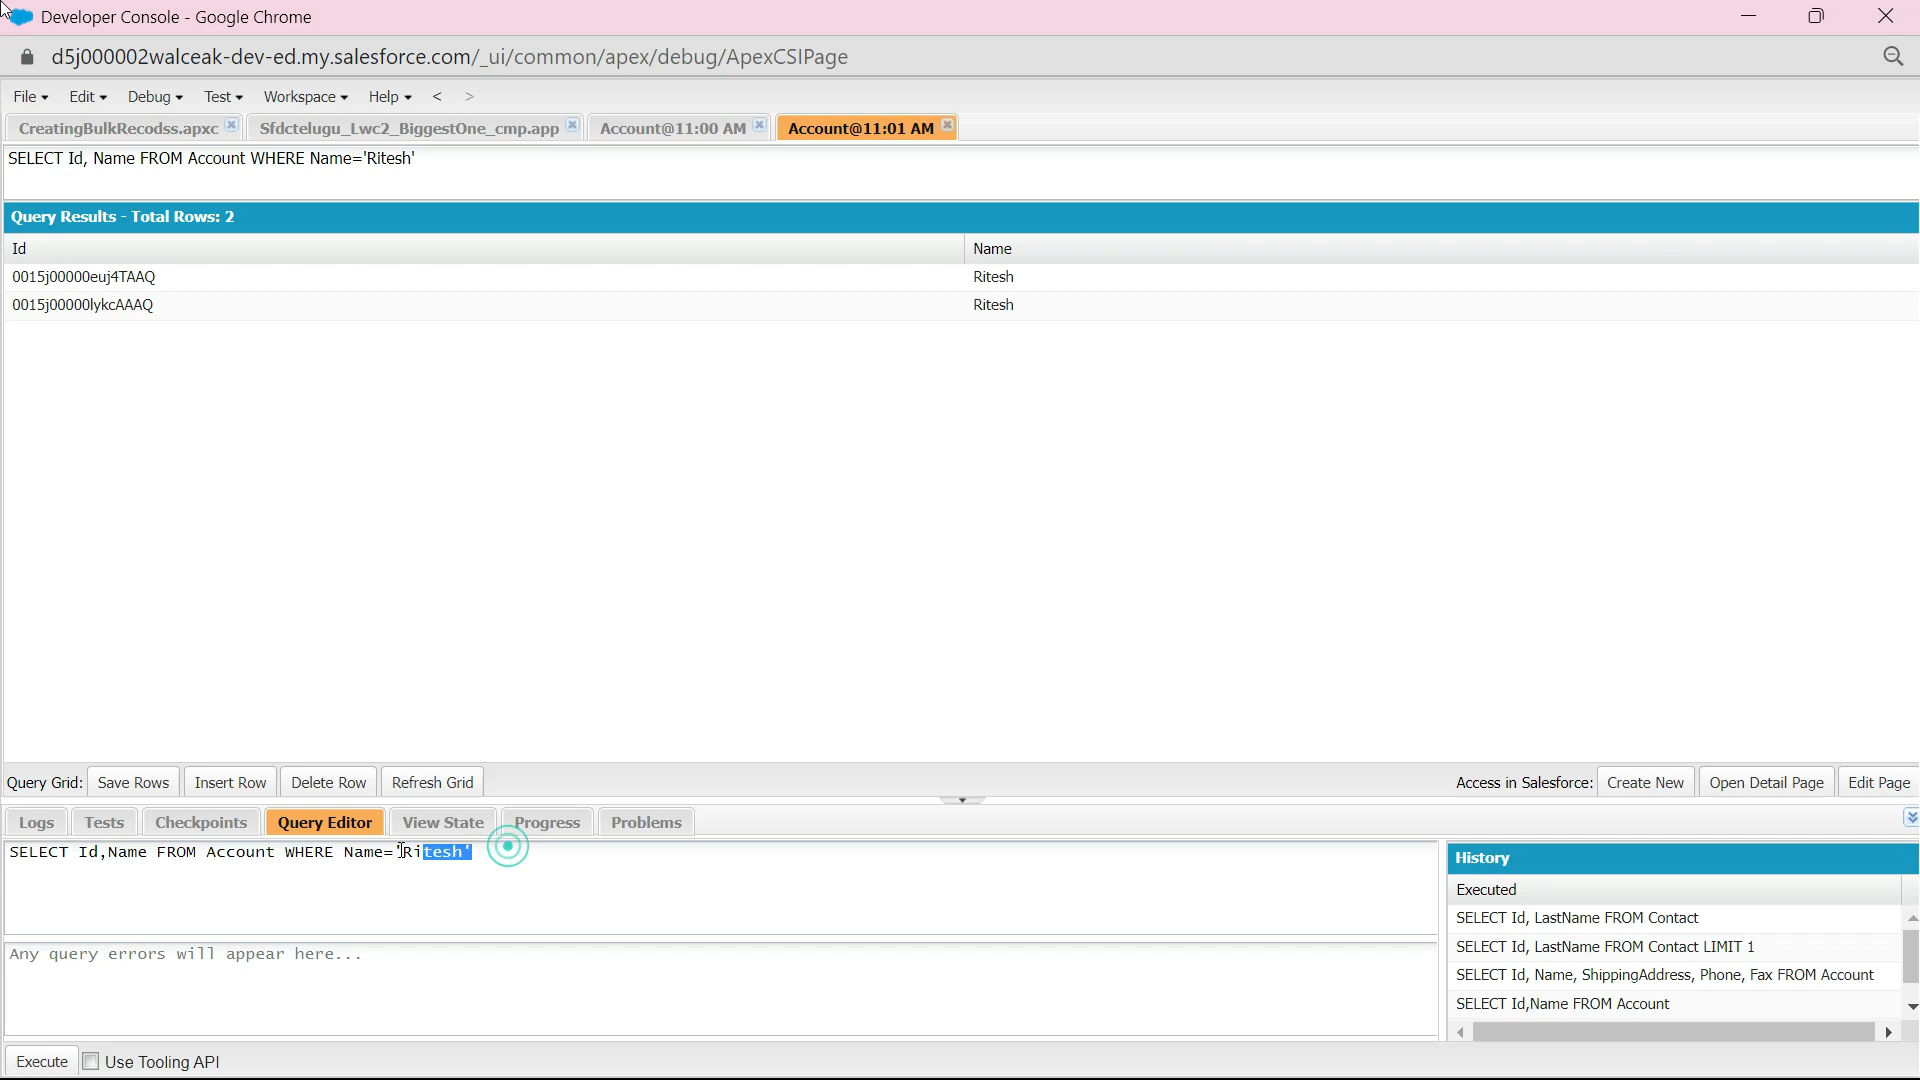 Developer Console - Google Chrome
d5j000002walceak-dev-ed.my.salesforce.com/_ui/common/apex/debug/ApexCSIPage
File Edit Debug Test Workspace Help < >
CreatingBulkRecodss.apxc Sfdctelugu_Lwc2_BiggestOne_cmp.app Account@11:00 AM Account@11:01 AM
SELECT Id, Name FROM Account WHERE Name='Ritesh'
Query Results - Total Rows: 2
Id Name
0015j00000euj4TAAQ Ritesh
0015j00000lykcAAAQ Ritesh
Query Grid: Save Rows Insert Row Delete Row Refresh Grid Access in Salesforce: Create New Open Detail Page Edit Page
Logs Tests Checkpoints Query Editor View State Progress Problems
SELECT Id,Name FROM Account WHERE Name='Ritesh'
Any query errors will appear here...
History
Executed
SELECT Id, LastName FROM Contact
SELECT Id, LastName FROM Contact LIMIT 1
SELECT Id, Name, ShippingAddress, Phone, Fax FROM Account
SELECT Id,Name FROM Account
Execute Use Tooling API